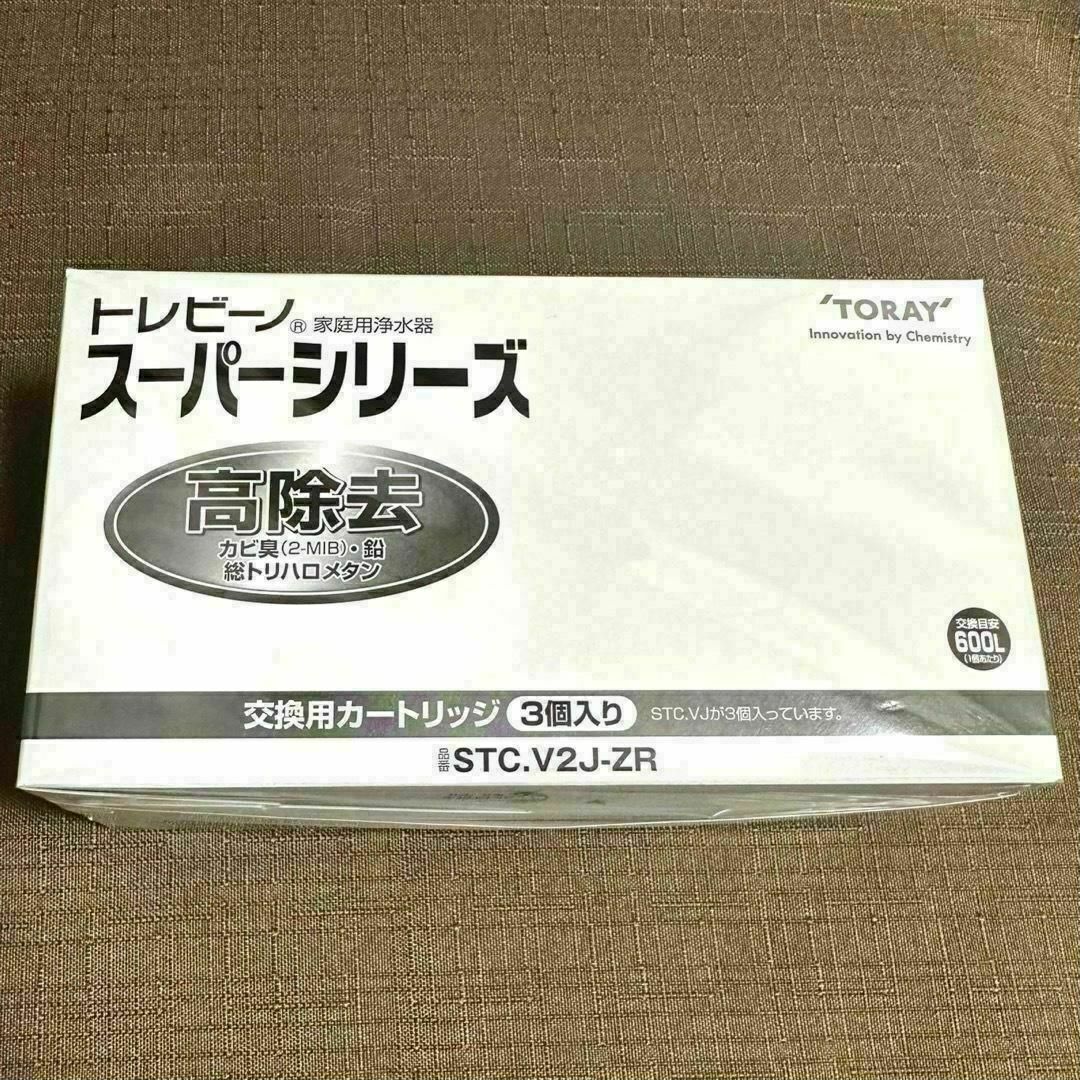 トレビーノ® 家庭用浄水器
スーパーシリーズ
'TORAY'
Innovation by Chemistry
高除去
カビ臭(2-MIB)・鉛
総トリハロメタン
交換目安
600L
(1個あたり)
交換用カートリッジ 3個入り STC.VJが3個入っています。
品番 STC.V2J-ZR